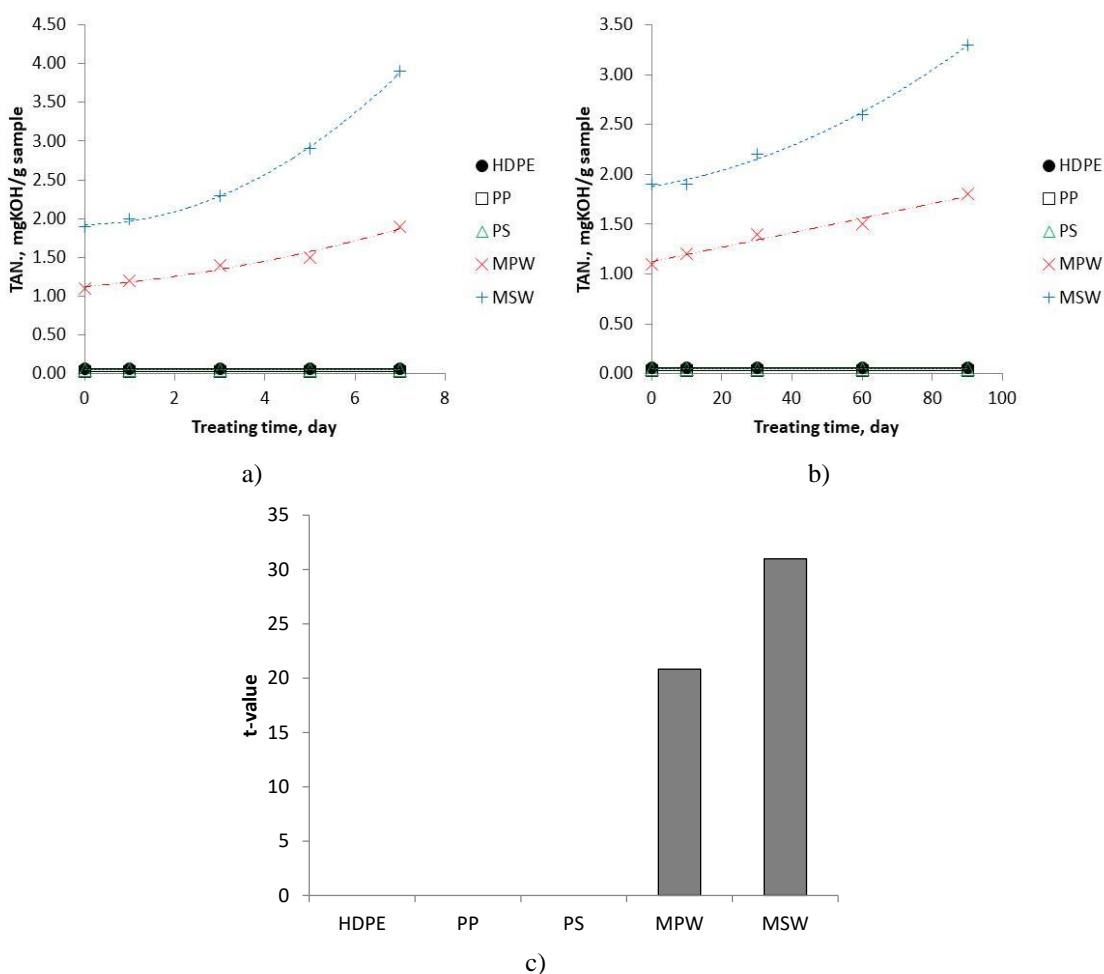 4.50
4.00
3.50
3.00
2.50
2.00
1.50
1.00
0.50
0.00
TAN., mgKOH/g sample
0 2 4 6 8
Treating time, day
HDPE
PP
PS
MPW
MSW
a)
3.50
3.00
2.50
2.00
1.50
1.00
0.50
0.00
TAN., mgKOH/g sample
0 20 40 60 80 100
Treating time, day
HDPE
PP
PS
MPW
MSW
b)
35
30
25
20
15
10
5
0
t-value
HDPE PP PS MPW MSW
c)